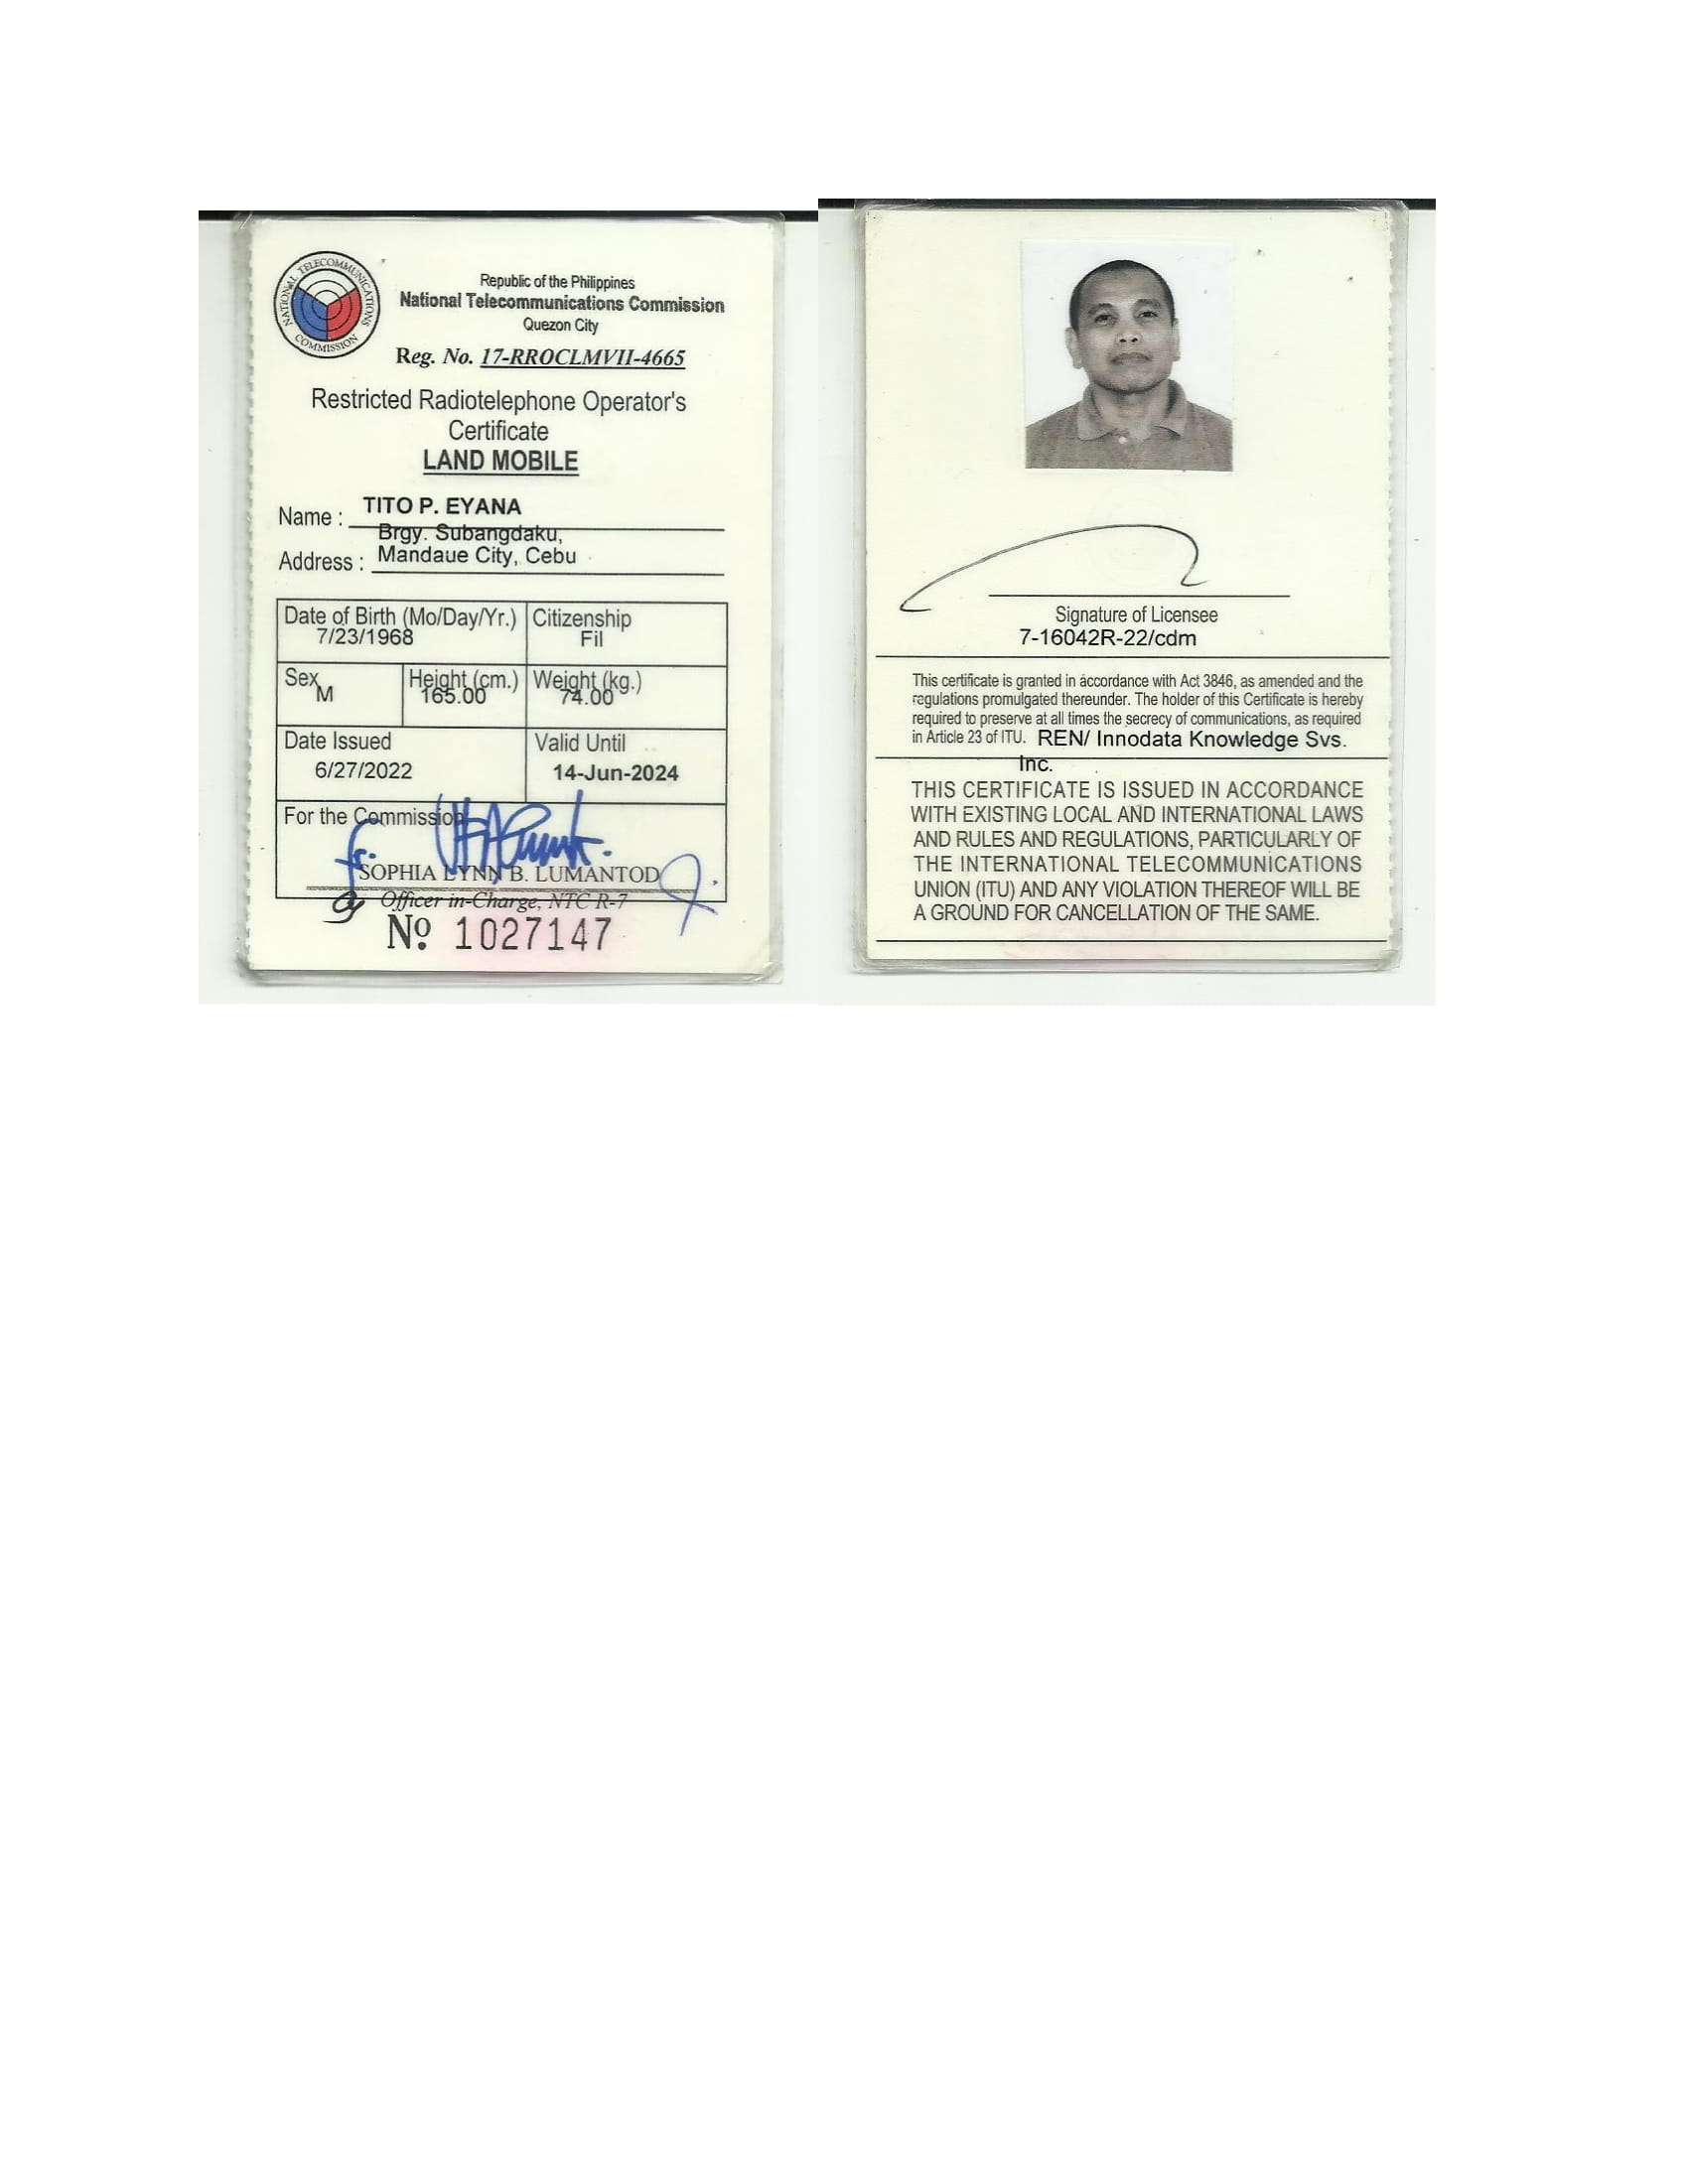 NATIONAL TELECOMMUNICATIONS COMMISSION
Republic of the Philippines
National Telecommunications Commission
Quezon City
Reg. No. 17-RROCLMVII-4665
Restricted Radiotelephone Operator's
Certificate
LAND MOBILE
Name : TITO P. EYANA
Brgy. Subangdaku,
Address : Mandaue City, Cebu
Date of Birth (Mo/Day/Yr.) Citizenship
7/23/1968 Fil
Sex Height (cm.) Weight (kg.)
M 165.00 74.00
Date Issued Valid Until
6/27/2022 14-Jun-2024
For the Commission
SOPHIA LYNN B. LUMANTOD
Officer in-Charge, NTC R-7
Nº 1027147
Signature of Licensee
7-16042R-22/cdm
This certificate is granted in accordance with Act 3846, as amended and the
regulations promulgated thereunder. The holder of this Certificate is hereby
required to preserve at all times the secrecy of communications, as required
in Article 23 of ITU. REN/ Innodata Knowledge Svs.
Inc.
THIS CERTIFICATE IS ISSUED IN ACCORDANCE
WITH EXISTING LOCAL AND INTERNATIONAL LAWS
AND RULES AND REGULATIONS, PARTICULARLY OF
THE INTERNATIONAL TELECOMMUNICATIONS
UNION (ITU) AND ANY VIOLATION THEREOF WILL BE
A GROUND FOR CANCELLATION OF THE SAME.